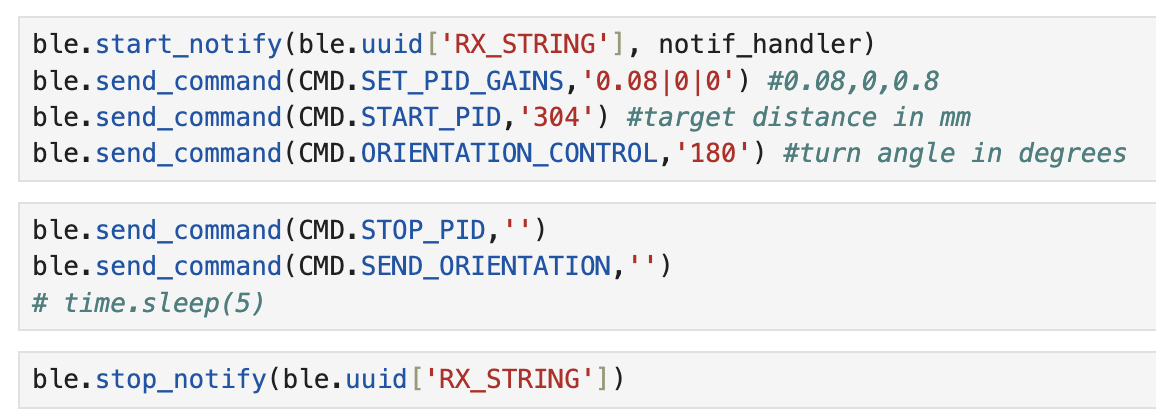 ble.start_notify(ble.uuid['RX_STRING'], notif_handler)
ble.send_command(CMD.SET_PID_GAINS,'0.08|0|0') #0.08,0,0.8
ble.send_command(CMD.START_PID,'304') #target distance in mm
ble.send_command(CMD.ORIENTATION_CONTROL,'180') #turn angle in degrees
ble.send_command(CMD.STOP_PID,'')
ble.send_command(CMD.SEND_ORIENTATION,'')
# time.sleep(5)
ble.stop_notify(ble.uuid['RX_STRING'])